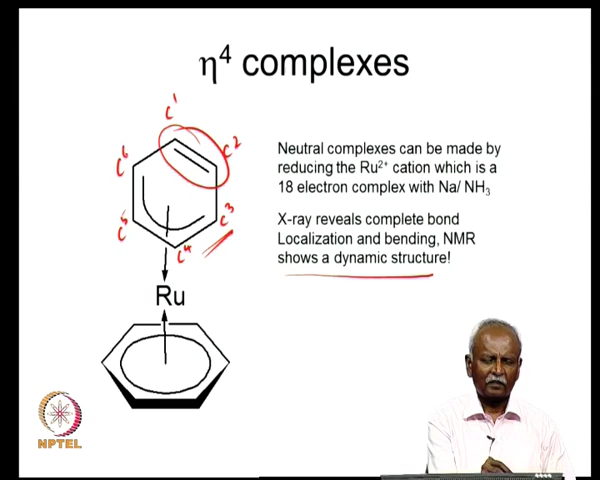 η⁴ complexes
C¹
C²
C⁶
C³
C⁵
C⁴
Neutral complexes can be made by
reducing the Ru²⁺ cation which is a
18 electron complex with Na/ NH₃
X-ray reveals complete bond
Localization and bending, NMR
shows a dynamic structure!
Ru
NPTEL